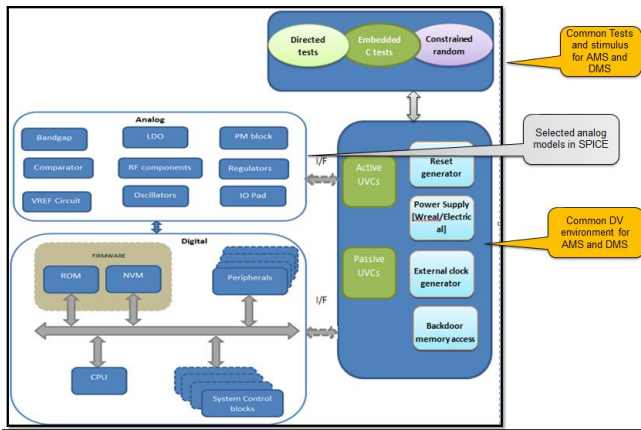 Directed
tests
Embedded
C tests
Constrained
random
Common Tests
and stimulus
for AMS and
DMS
Analog
Bandgap
LDO
PM block
Comparator
RF components
Regulators
VREF Circuit
Oscillators
IO Pad
I/F
Selected analog
models in SPICE
Active
UVCs
Reset
generator
Power Supply
[Wreal/Electric
al]
Passive
UVCs
External clock
generator
Backdoor
memory access
Common DV
environment for
AMS and DMS
Digital
FIRMWARE
ROM
NVM
Peripherals
I/F
CPU
System Control
blocks